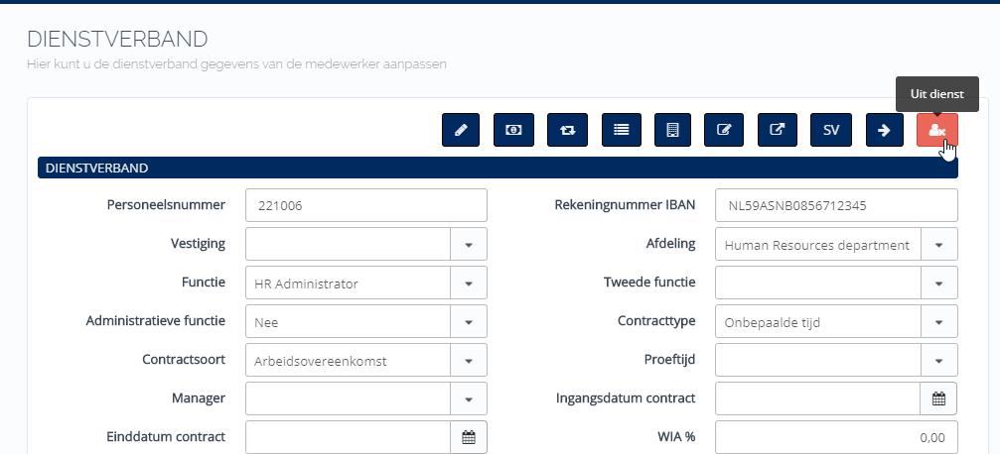 DIENSTVERBAND
Hier kunt u de dienstverband gegevens van de medewerker aanpassen
Uit dienst
SV
DIENSTVERBAND
Personeelsnummer 221006 Rekeningnummer IBAN NL59ASNB0856712345
Vestiging Afdeling Human Resources department
Functie HR Administrator Tweede functie
Administratieve functie Nee Contracttype Onbepaalde tijd
Contractsoort Arbeidsovereenkomst Proeftijd
Manager Ingangsdatum contract
Einddatum contract WIA % 0,00